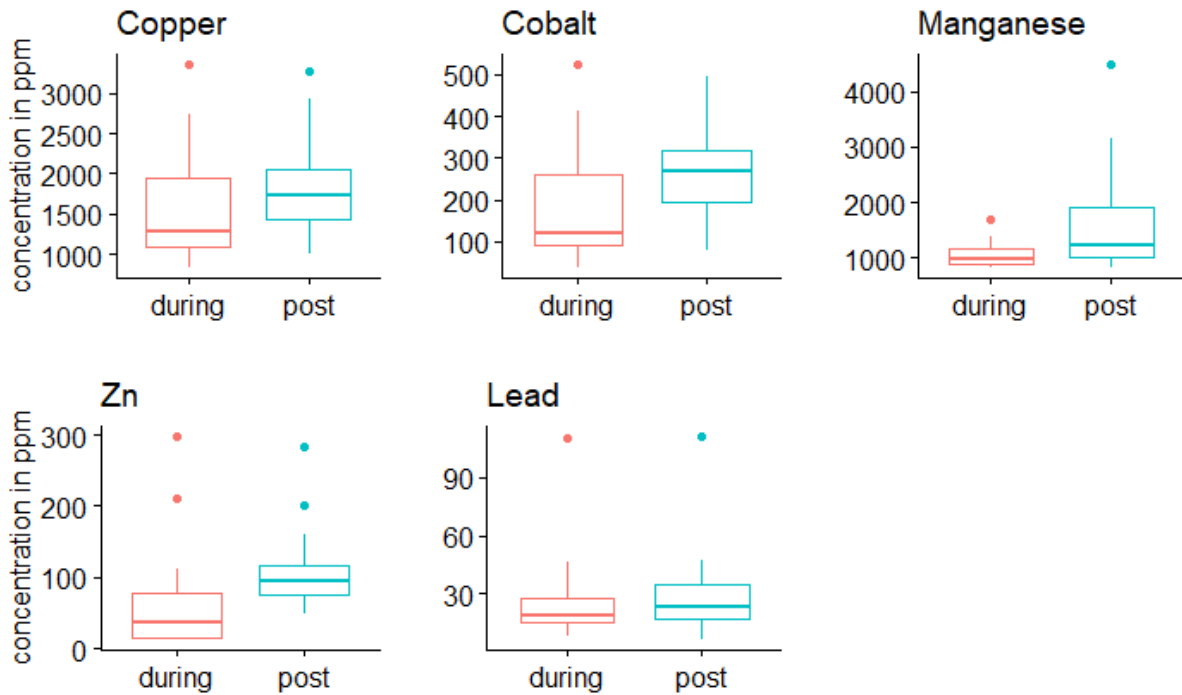 Copper
concentration in ppm
3000
2500
2000
1500
1000
during post
Cobalt
500
400
300
200
100
during post
Manganese
4000
3000
2000
1000
during post
Zn
concentration in ppm
300
200
100
0
during post
Lead
90
60
30
during post